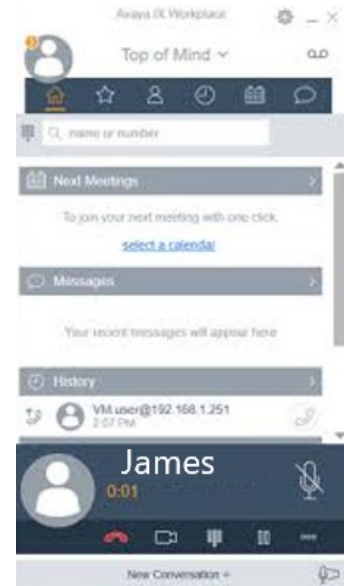 Avaya IX Workplace
Top of Mind
name or number
Next Meetings
To join your next meeting with one click,
select a calendar
Messages
Your recent messages will appear here
History
VM.user@192.168.1.251
2:07 PM
James
0:01
New Conversation +